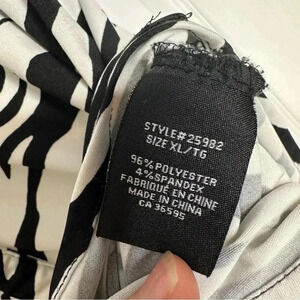 STYLE#25982
SIZE XL/TG
96% POLYESTER
4% SPANDEX
FABRIQUÉ EN CHINE
MADE IN CHINA
CA 36595